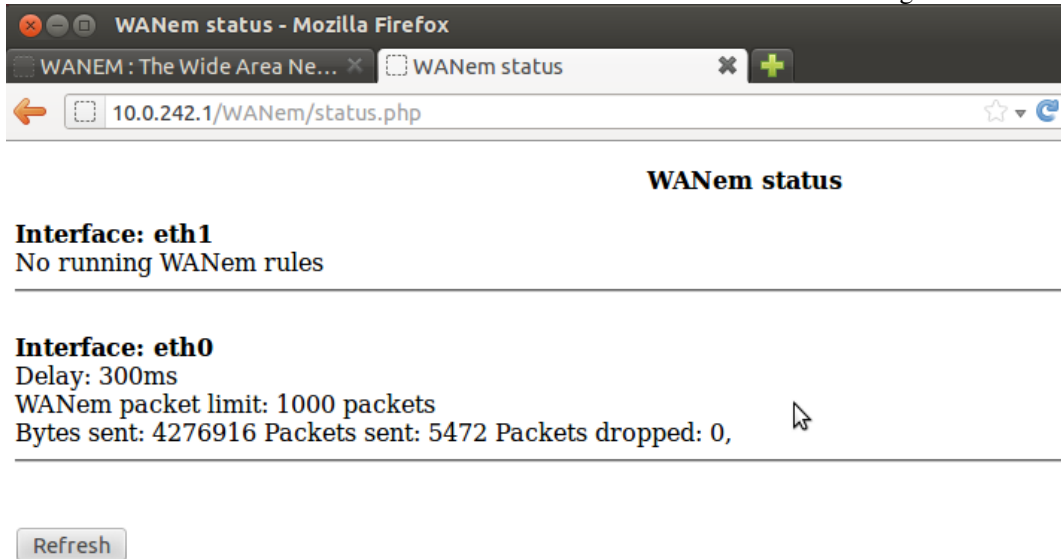 WANem status - Mozilla Firefox
WANEM : The Wide Area Ne...
WANem status
10.0.242.1/WANem/status.php
WANem status
Interface: eth1
No running WANem rules
Interface: eth0
Delay: 300ms
WANem packet limit: 1000 packets
Bytes sent: 4276916 Packets sent: 5472 Packets dropped: 0,
Refresh